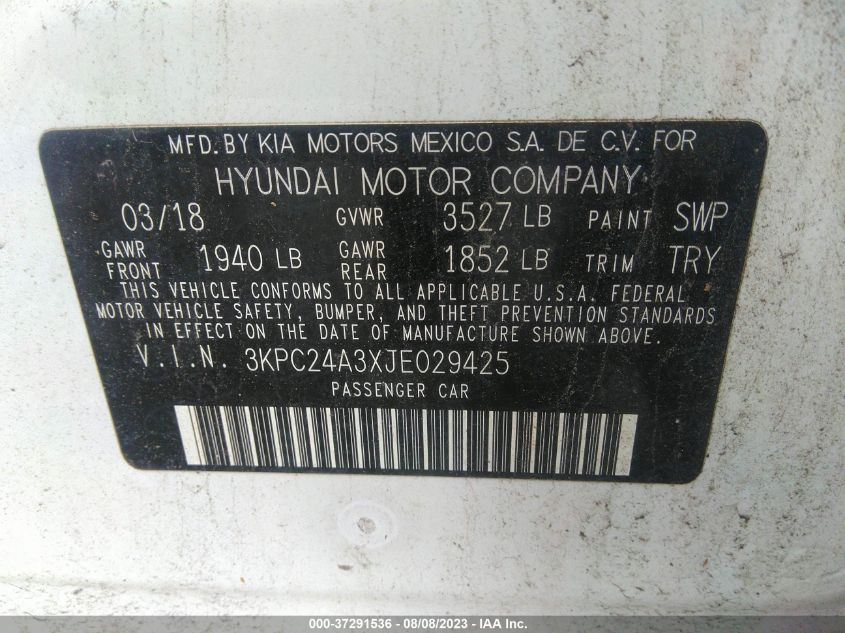 MFD. BY KIA MOTORS MEXICO S.A. DE C.V. FOR
HYUNDAI MOTOR COMPANY
03/18 GVWR 3527 LB PAINT SWP
GAWR FRONT 1940 LB GAWR REAR 1852 LB TRIM TRY
THIS VEHICLE CONFORMS TO ALL APPLICABLE U.S.A. FEDERAL
MOTOR VEHICLE SAFETY, BUMPER, AND THEFT PREVENTION STANDARDS
IN EFFECT ON THE DATE OF MANUFACTURE SHOWN ABOVE.
V.I.N. 3KPC24A3XJE029425
PASSENGER CAR
000-37291536 - 08/08/2023 - IAA Inc.